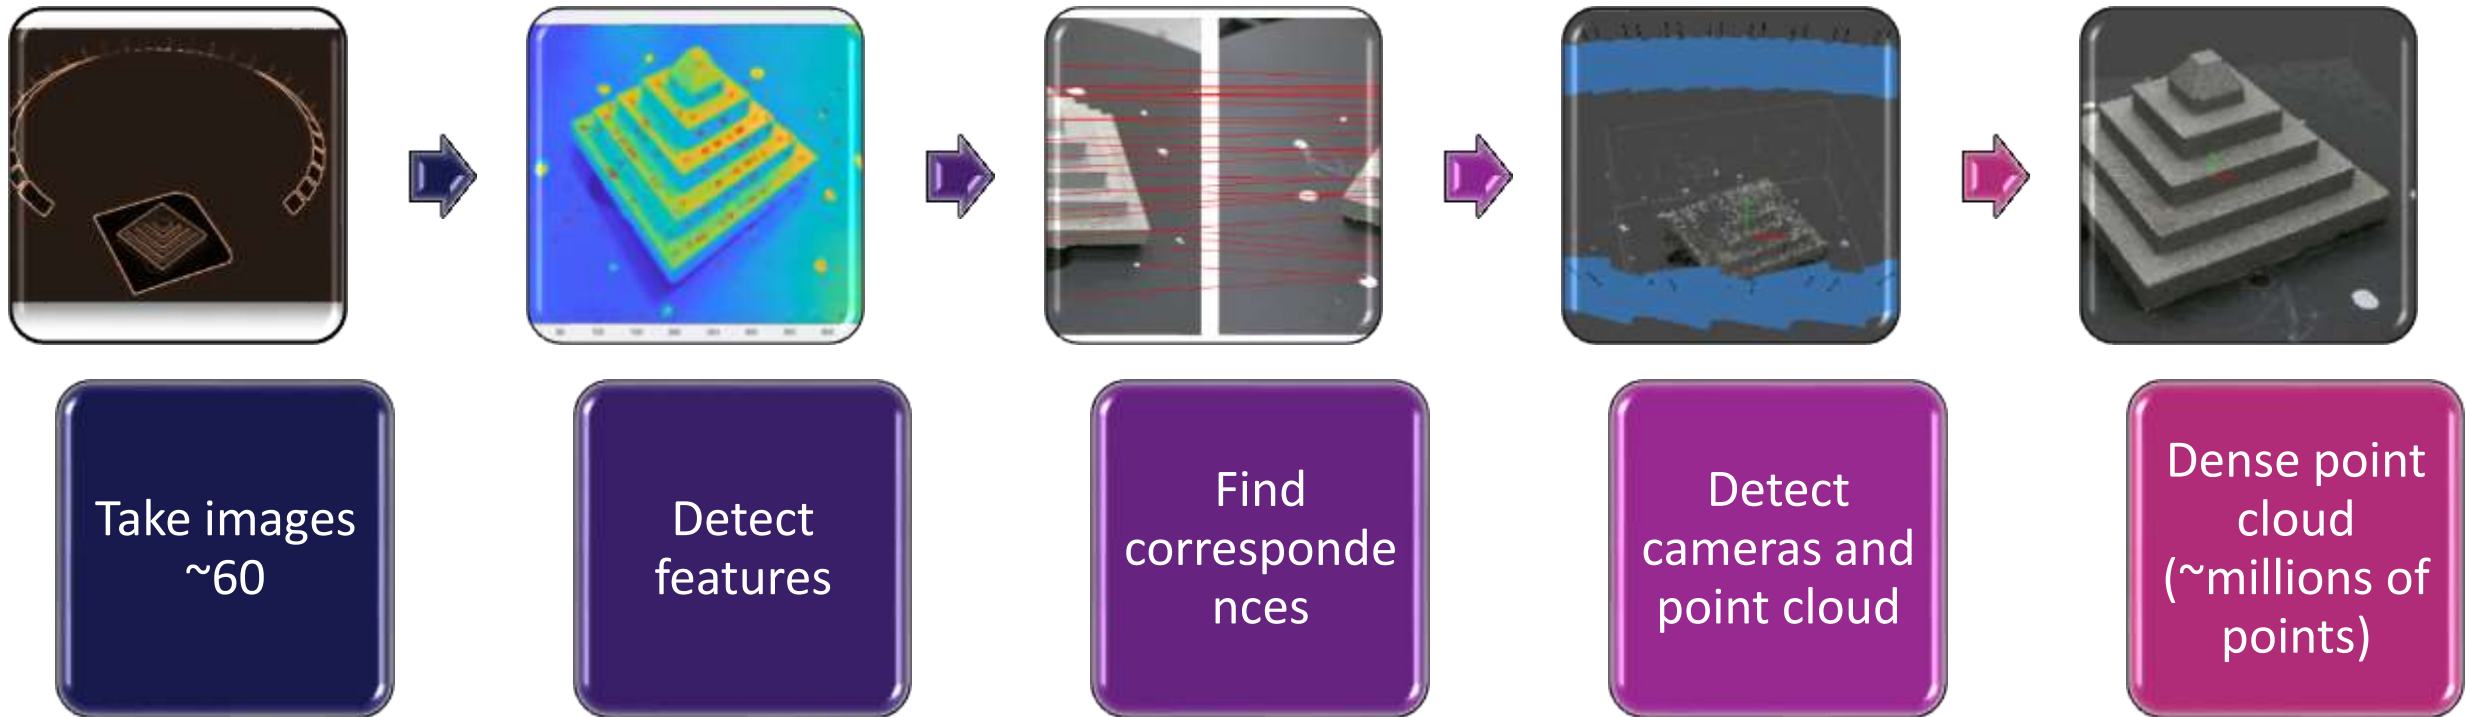 Take images
~60
Detect
features
Find
corresponde
nces
Detect
cameras and
point cloud
Dense point
cloud
(~millions of
points)